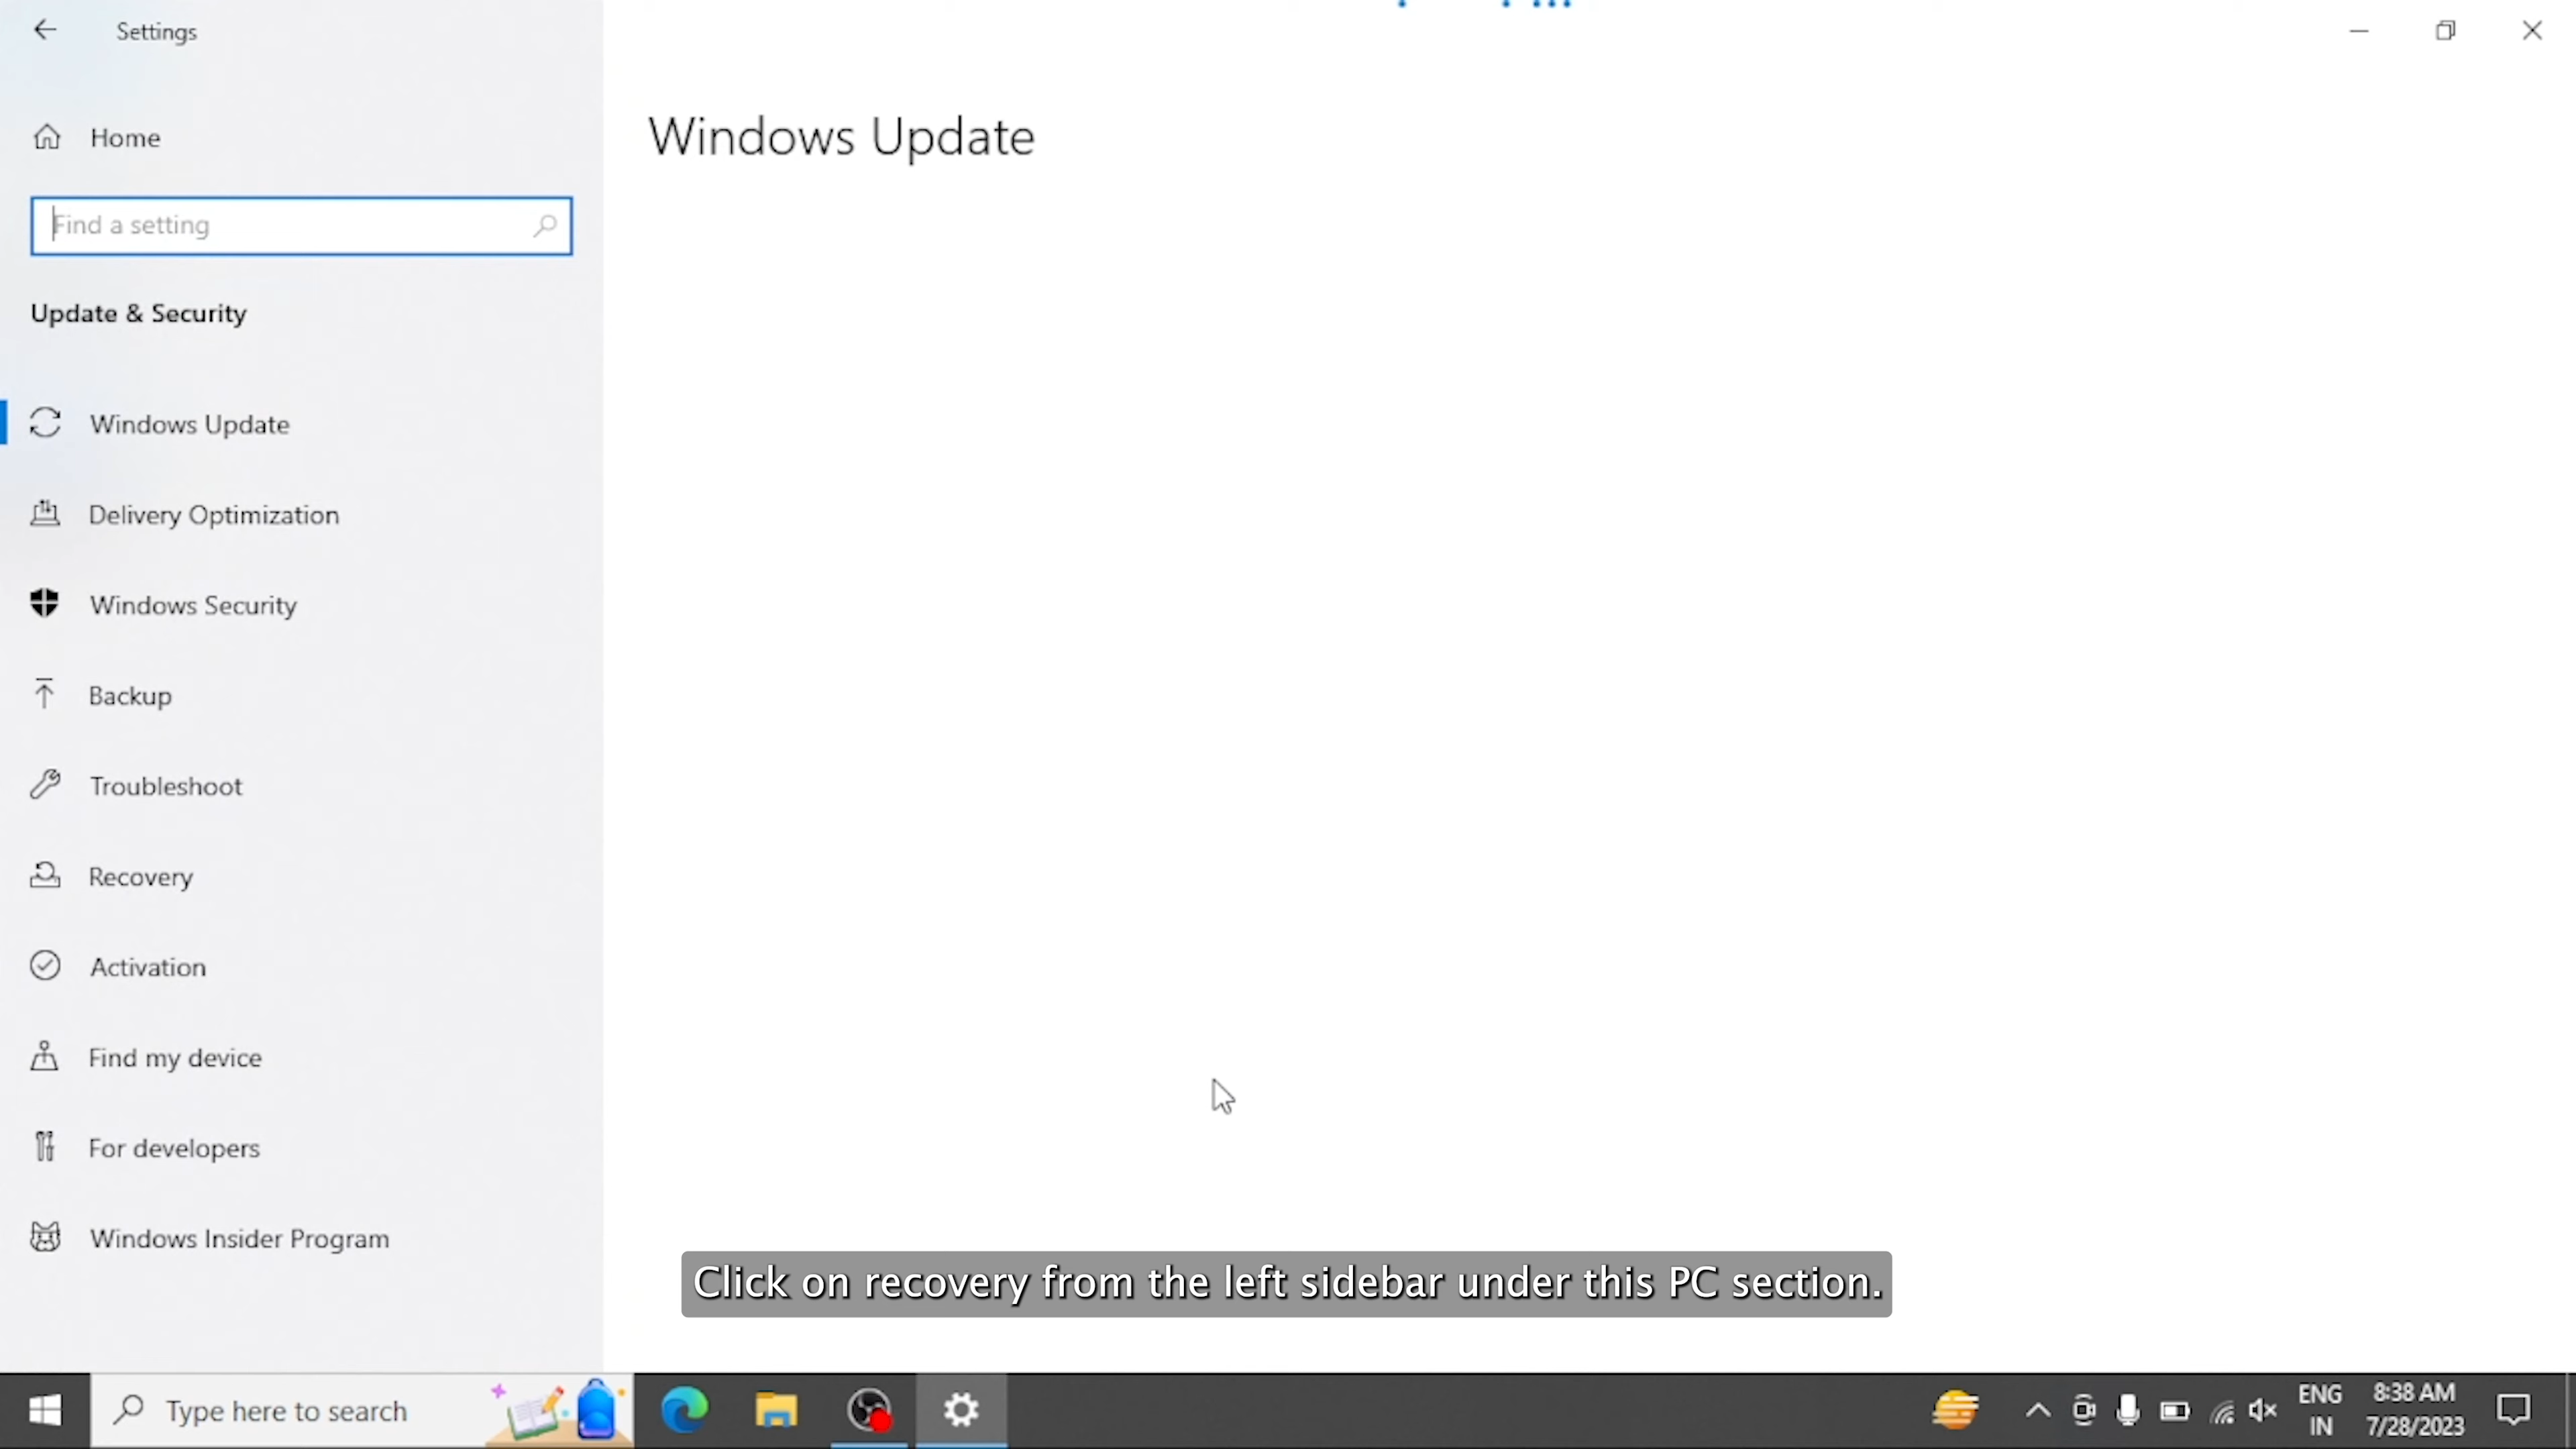 Settings
Home
Find a setting
Update & Security
Windows Update
Delivery Optimization
Windows Security
Backup
Troubleshoot
Recovery
Activation
Find my device
For developers
Windows Insider Program
Windows Update
Click on recovery from the left sidebar under this PC section.
Type here to search
ENG
IN
8:38 AM
7/28/2023